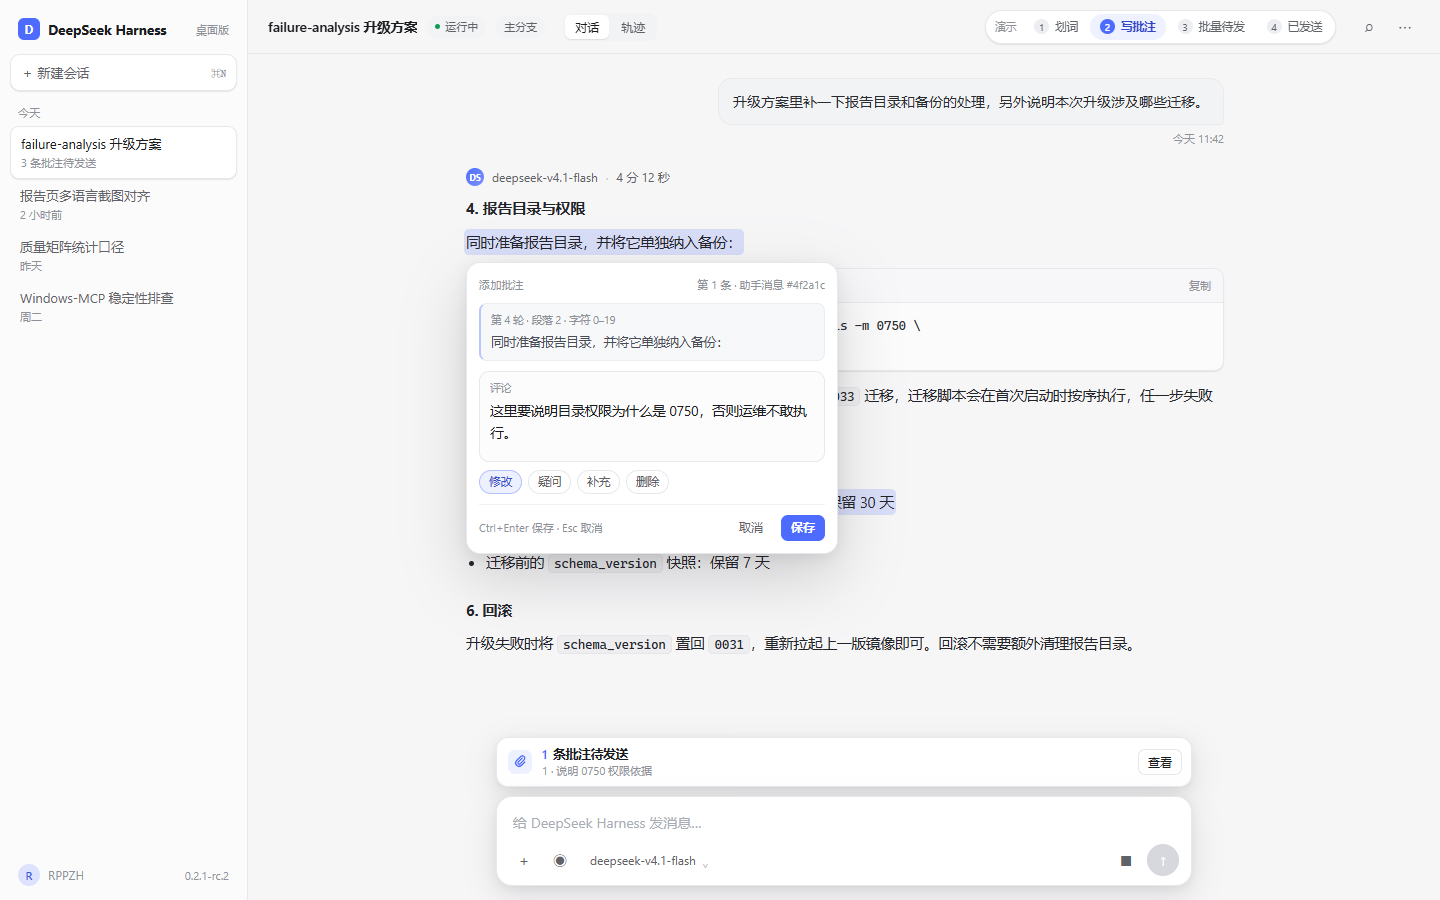 D DeepSeek Harness 桌面版
+ 新建会话 ⌘N
今天
failure-analysis 升级方案
3 条批注待发送
报告页多语言截图对齐
2 小时前
质量矩阵统计口径
昨天
Windows-MCP 稳定性排查
周二
R RPPZH 0.2.1-rc.2
failure-analysis 升级方案 运行中 主分支 对话 轨迹
演示 1 划词 2 写批注 3 批量待发 4 已发送
升级方案里补一下报告目录和备份的处理，另外说明本次升级涉及哪些迁移。
今天 11:42
DS deepseek-v4.1-flash · 4 分 12 秒
4. 报告目录与权限
同时准备报告目录，并将它单独纳入备份：
复制
-m 0750 \
033 迁移，迁移脚本会在首次启动时按序执行，任一步失败
留 30 天
添加批注 第 1 条 · 助手消息 #4f2a1c
第 4 轮 · 段落 2 · 字符 0–19
同时准备报告目录，并将它单独纳入备份：
评论
这里要说明目录权限为什么是 0750，否则运维不敢执
行。
修改 疑问 补充 删除
Ctrl+Enter 保存 · Esc 取消 取消 保存
• 迁移前的 schema_version 快照：保留 7 天
6. 回滚
升级失败时将 schema_version 置回 0031，重新拉起上一版镜像即可。回滚不需要额外清理报告目录。
1 条批注待发送
1 · 说明 0750 权限依据
查看
给 DeepSeek Harness 发消息...
+ deepseek-v4.1-flash